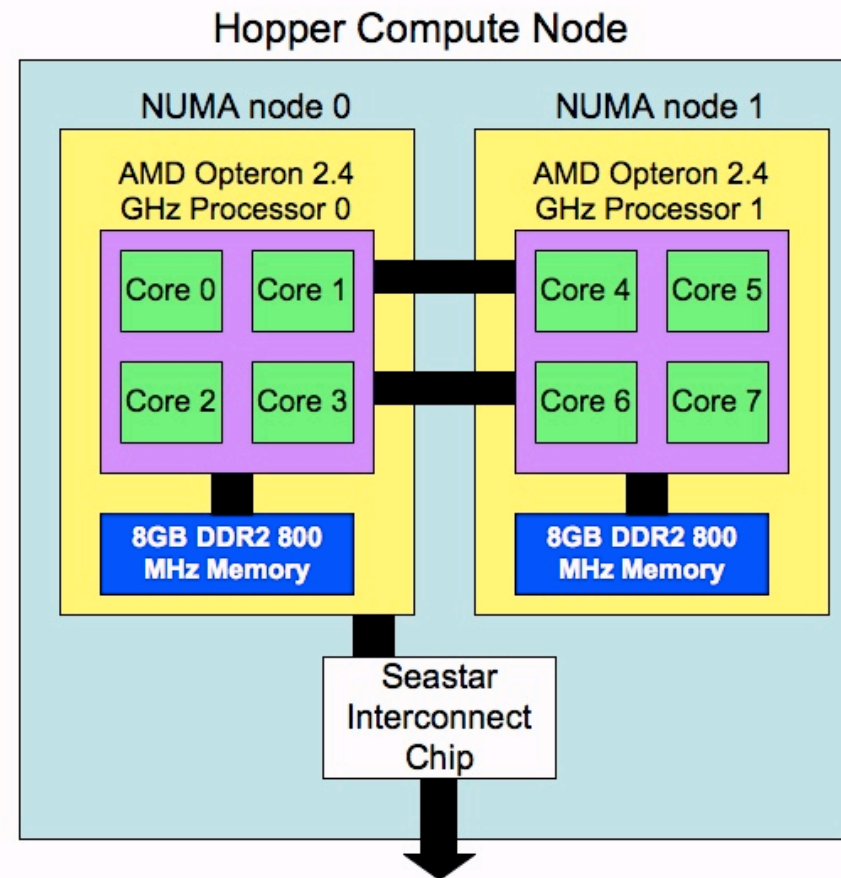 Hopper Compute Node
NUMA node 0
AMD Opteron 2.4
GHz Processor 0
Core 0
Core 1
Core 2
Core 3
8GB DDR2 800
MHz Memory
NUMA node 1
AMD Opteron 2.4
GHz Processor 1
Core 4
Core 5
Core 6
Core 7
8GB DDR2 800
MHz Memory
Seastar
Interconnect
Chip